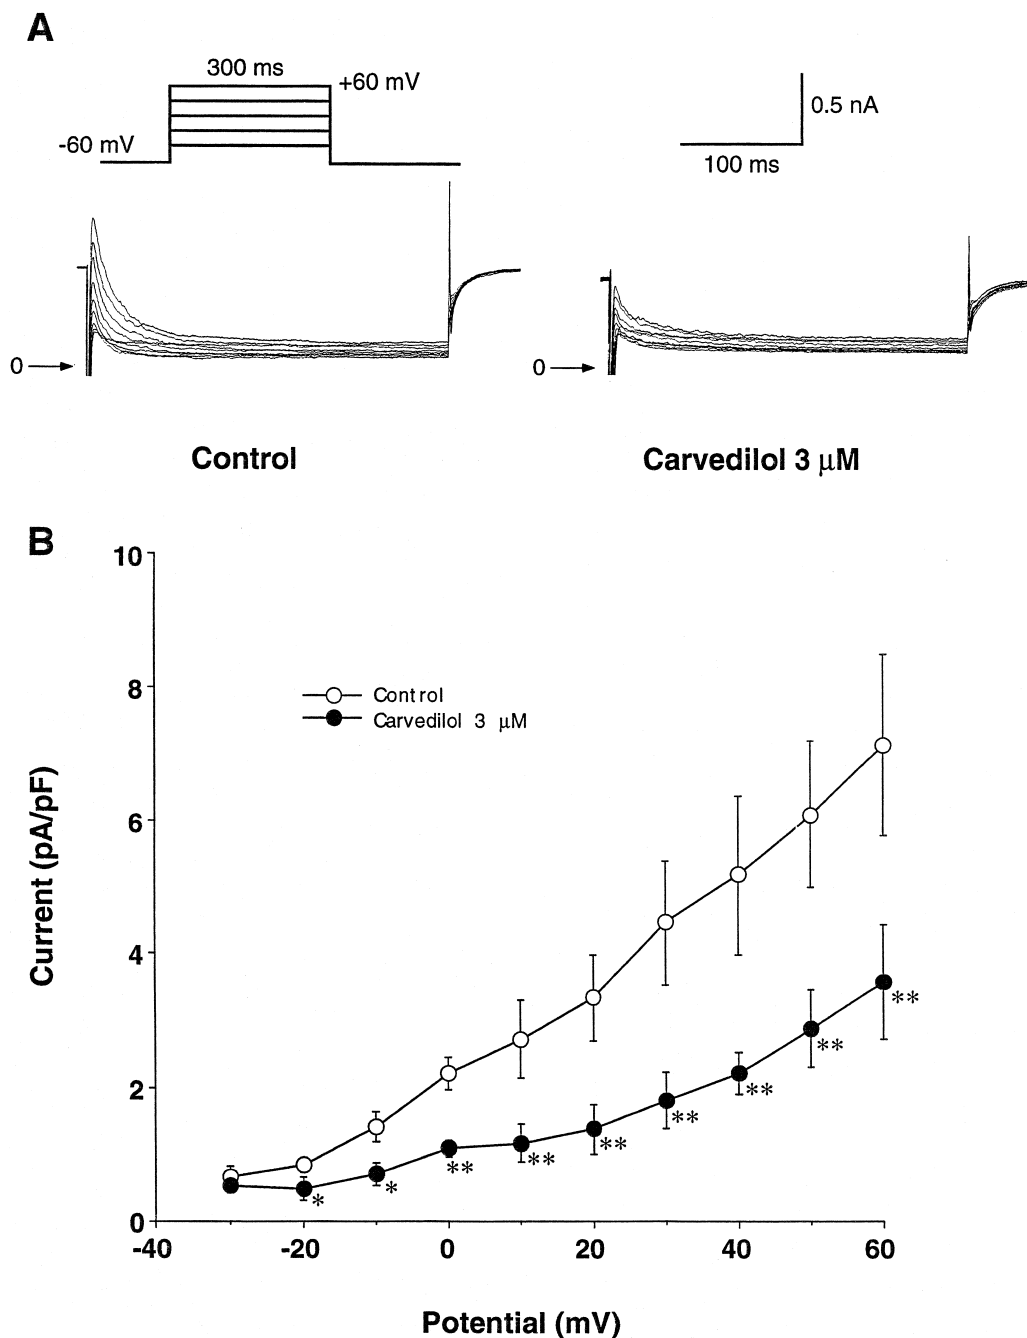 A
300 ms
+60 mV
-60 mV
0.5 nA
100 ms
0
0
Control
Carvedilol 3 μM
B
10
8
6
4
2
0
Control
Carvedilol 3 μM
Current (pA/pF)
*
*
**
**
**
**
**
**
**
-40
-20
0
20
40
60
Potential (mV)